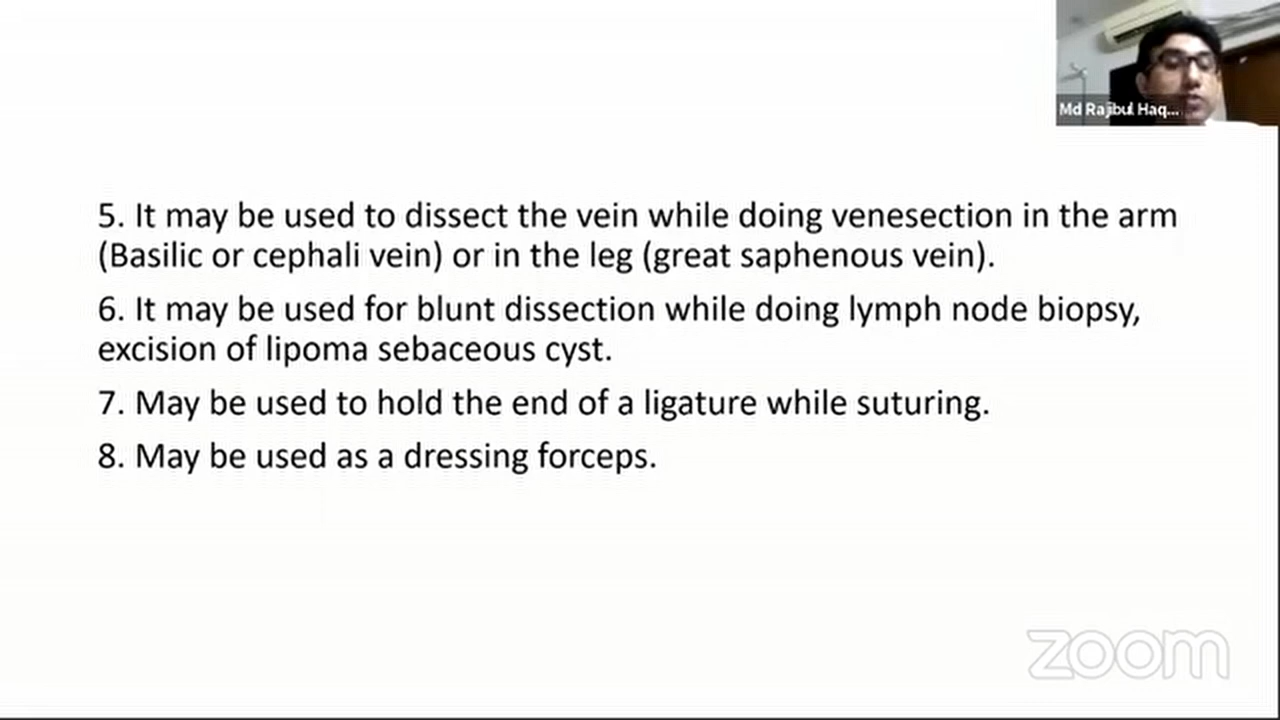 Md Rajibul Haq...
5. It may be used to dissect the vein while doing venesection in the arm
(Basilic or cephali vein) or in the leg (great saphenous vein).
6. It may be used for blunt dissection while doing lymph node biopsy,
excision of lipoma sebaceous cyst.
7. May be used to hold the end of a ligature while suturing.
8. May be used as a dressing forceps.
zoom